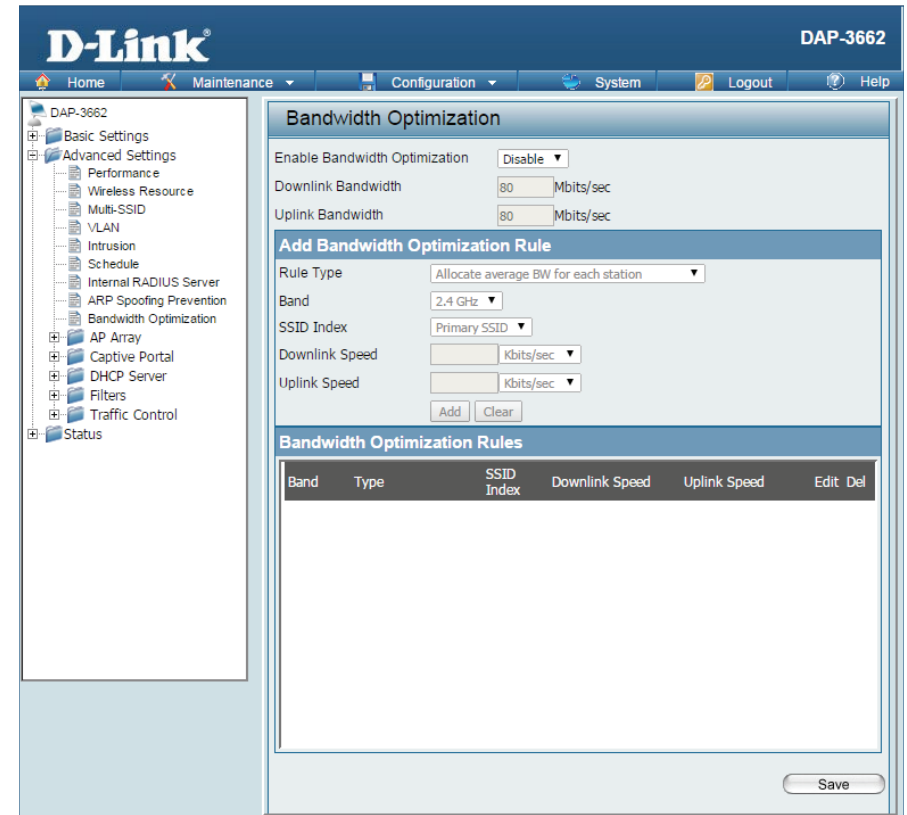 D-Link®
DAP-3662
Home Maintenance Configuration System Logout Help
DAP-3662
Basic Settings
Advanced Settings
Performance
Wireless Resource
Multi-SSID
VLAN
Intrusion
Schedule
Internal RADIUS Server
ARP Spoofing Prevention
Bandwidth Optimization
AP Array
Captive Portal
DHCP Server
Filters
Traffic Control
Status
Bandwidth Optimization
Enable Bandwidth Optimization Disable
Downlink Bandwidth 80 Mbits/sec
Uplink Bandwidth 80 Mbits/sec
Add Bandwidth Optimization Rule
Rule Type Allocate average BW for each station
Band 2.4 GHz
SSID Index Primary SSID
Downlink Speed Kbits/sec
Uplink Speed Kbits/sec
Add Clear
Bandwidth Optimization Rules
Band Type SSID Index Downlink Speed Uplink Speed Edit Del
Save